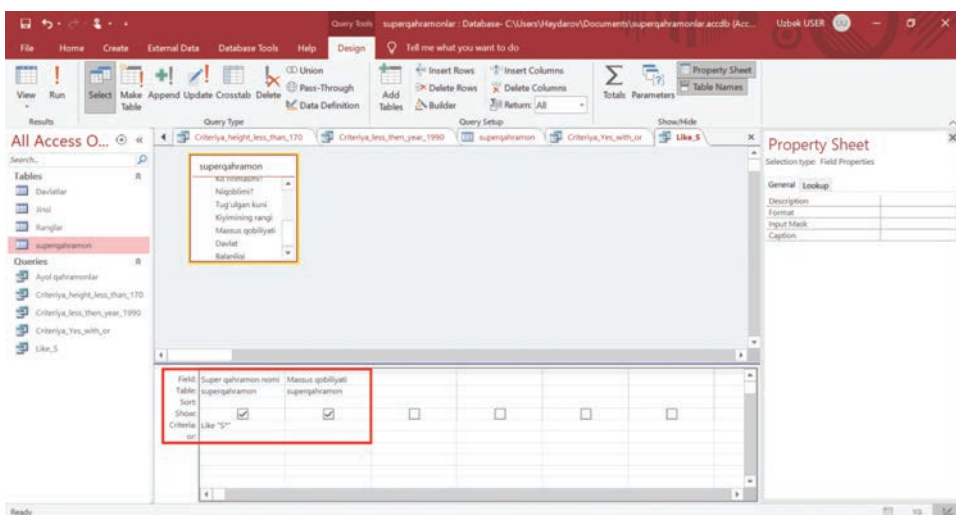 Query Tools superqahramonlar : Database- C:\Users\Haydarov\Documents\superqahramonlar.accdb (Acc... Uzbek USER
File Home Create External Data Database Tools Help Design Tell me what you want to do
View Run Select Make Table Append Update Crosstab Delete
Union
Pass-Through
Data Definition
Add Tables
Insert Rows
Delete Rows
Builder
Insert Columns
Delete Columns
Return: All
Totals Parameters
Property Sheet
Table Names
Results Query Type Query Setup Show/Hide
All Access O...
Search...
Tables
Davlatlar
Jinsi
Ranglar
superqahramon
Queries
Ayol qahramonlar
Criteriya_height_less_than_170
Criteriya_less_then_year_1990
Criteriya_Yes_with_or
Like_S
Criteriya_height_less_than_170 Criteriya_less_then_year_1990 superqahramon Criteriya_Yes_with_or Like_S
superqahramon
Niqoblimi?
Tug'ulgan kuni
Kiyimining rangi
Maxsus qobiliyati
Davlat
Balanligi
Field: Super qahramon nomi Maxsus qobiliyati
Table: superqahramon superqahramon
Sort:
Show:
Criteria: Like "S*"
or:
Property Sheet
Selection type: Field Properties
General Lookup
Description
Format
Input Mask
Caption
Ready